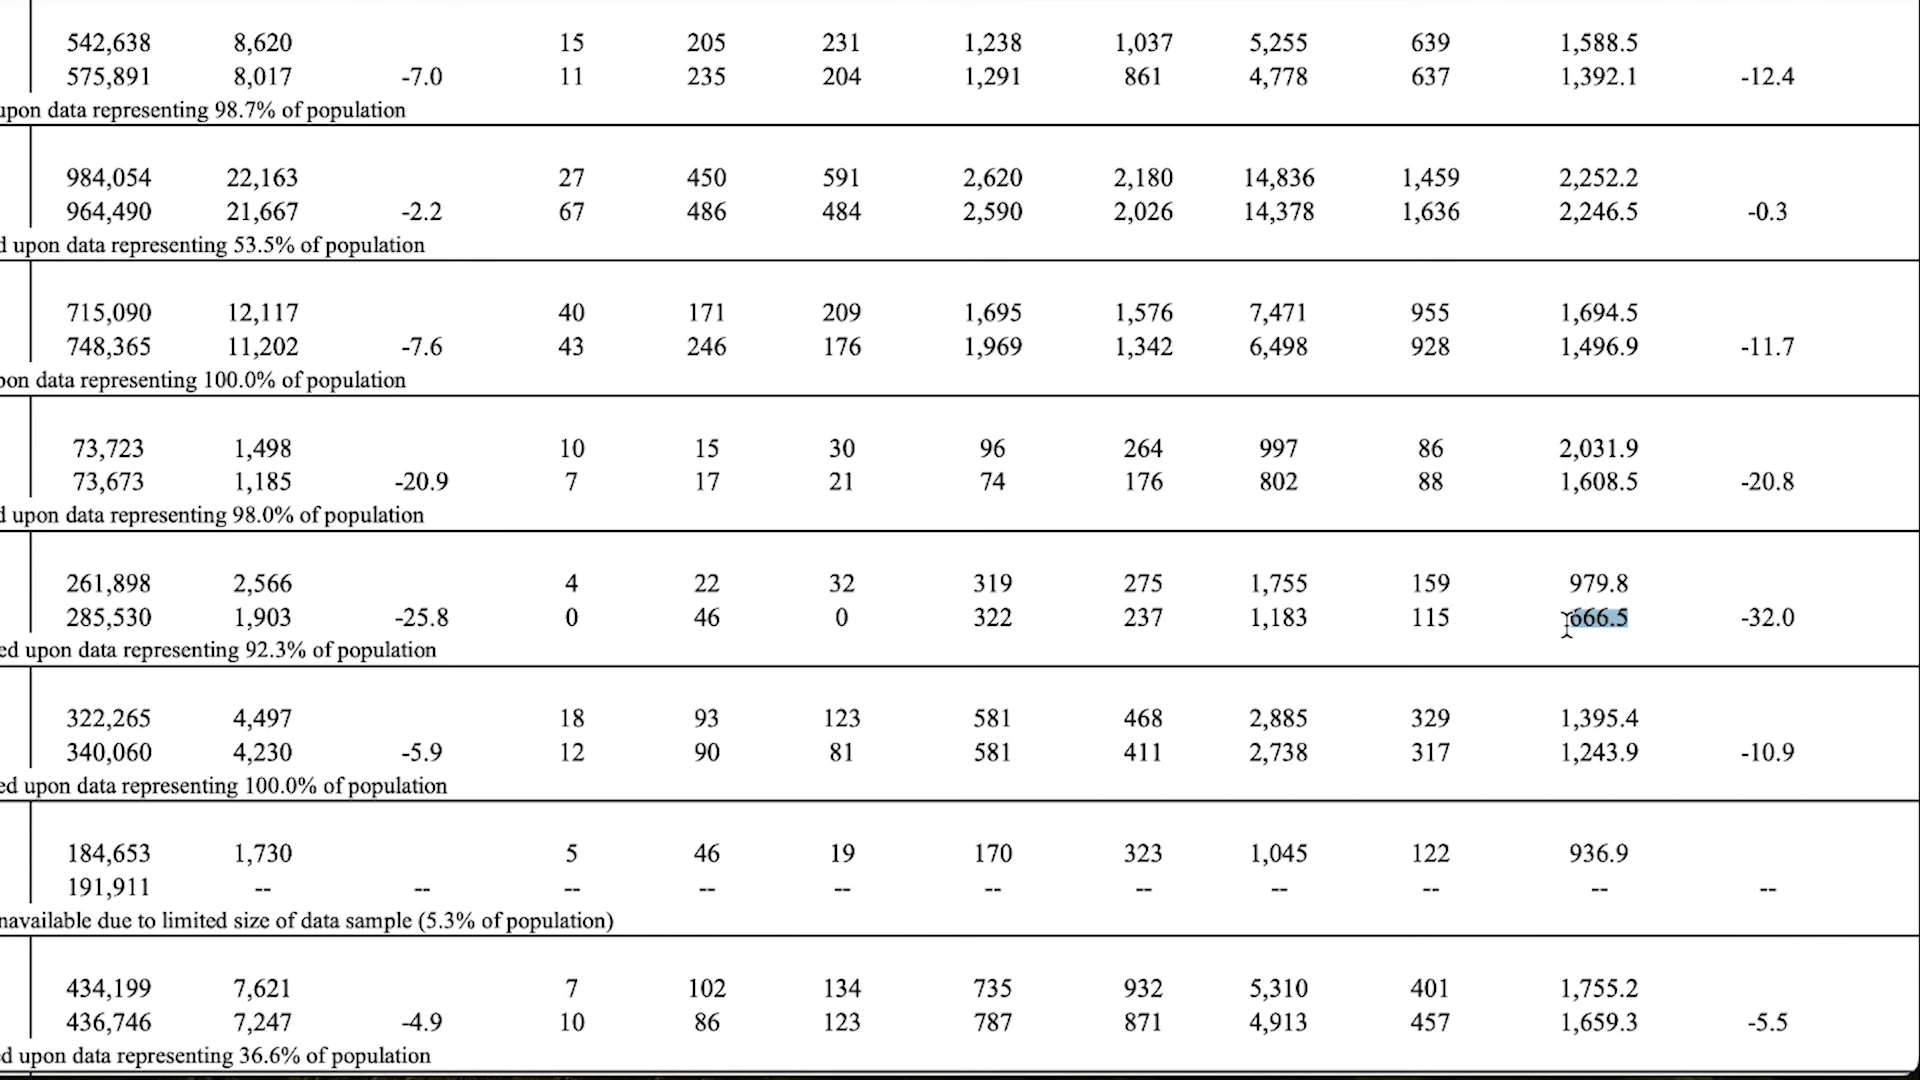 542,638 8,620 15 205 231 1,238 1,037 5,255 639 1,588.5
575,891 8,017 -7.0 11 235 204 1,291 861 4,778 637 1,392.1 -12.4
upon data representing 98.7% of population
984,054 22,163 27 450 591 2,620 2,180 14,836 1,459 2,252.2
964,490 21,667 -2.2 67 486 484 2,590 2,026 14,378 1,636 2,246.5 -0.3
d upon data representing 53.5% of population
715,090 12,117 40 171 209 1,695 1,576 7,471 955 1,694.5
748,365 11,202 -7.6 43 246 176 1,969 1,342 6,498 928 1,496.9 -11.7
pon data representing 100.0% of population
73,723 1,498 10 15 30 96 264 997 86 2,031.9
73,673 1,185 -20.9 7 17 21 74 176 802 88 1,608.5 -20.8
d upon data representing 98.0% of population
261,898 2,566 4 22 32 319 275 1,755 159 979.8
285,530 1,903 -25.8 0 46 0 322 237 1,183 115 666.5 -32.0
ed upon data representing 92.3% of population
322,265 4,497 18 93 123 581 468 2,885 329 1,395.4
340,060 4,230 -5.9 12 90 81 581 411 2,738 317 1,243.9 -10.9
ed upon data representing 100.0% of population
184,653 1,730 5 46 19 170 323 1,045 122 936.9
191,911 -- -- -- -- -- -- -- -- -- -- --
navailable due to limited size of data sample (5.3% of population)
434,199 7,621 7 102 134 735 932 5,310 401 1,755.2
436,746 7,247 -4.9 10 86 123 787 871 4,913 457 1,659.3 -5.5
d upon data representing 36.6% of population